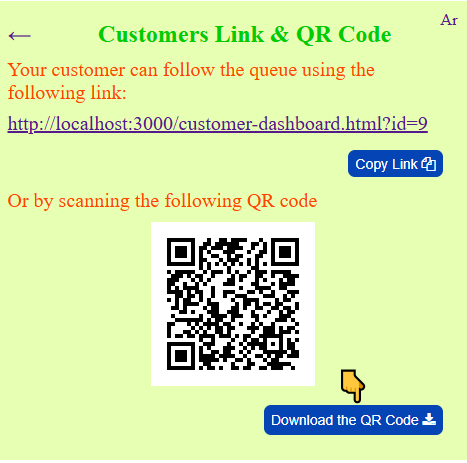 ←
Customers Link & QR Code
Ar
Your customer can follow the queue using the
following link:
http://localhost:3000/customer-dashboard.html?id=9
Copy Link
Or by scanning the following QR code
Download the QR Code